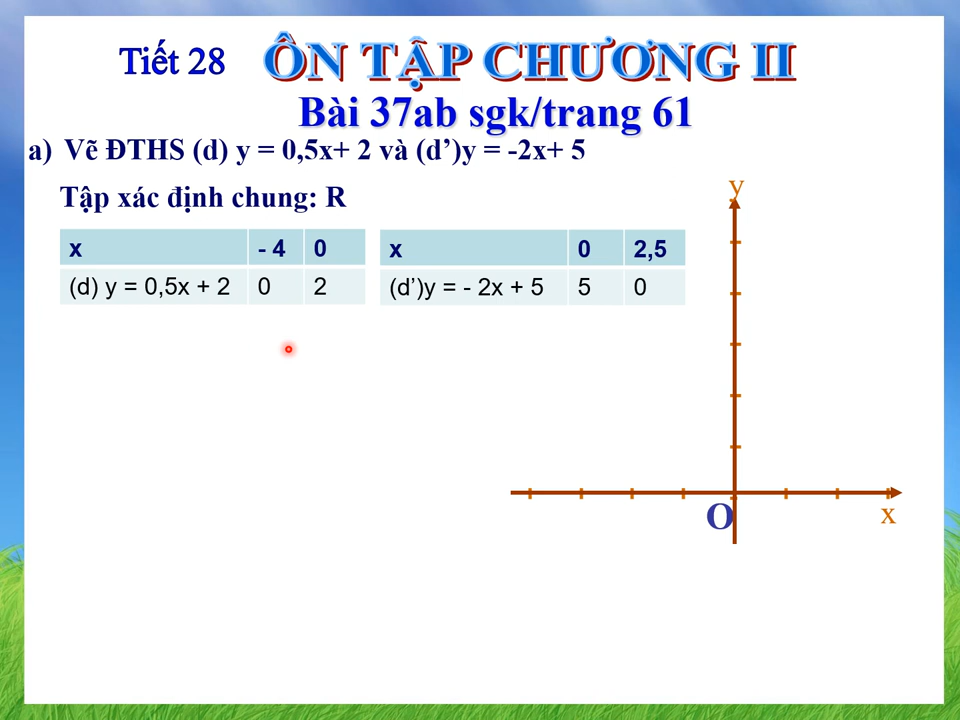 Tiết 28
ÔN TẬP CHƯƠNG II
Bài 37ab sgk/trang 61
a) Vẽ ĐTHS (d) y = 0,5x+ 2 và (d’)y = -2x+ 5
Tập xác định chung: R
x - 4 0
(d) y = 0,5x + 2 0 2
x 0 2,5
(d’)y = - 2x + 5 5 0
y
O
x